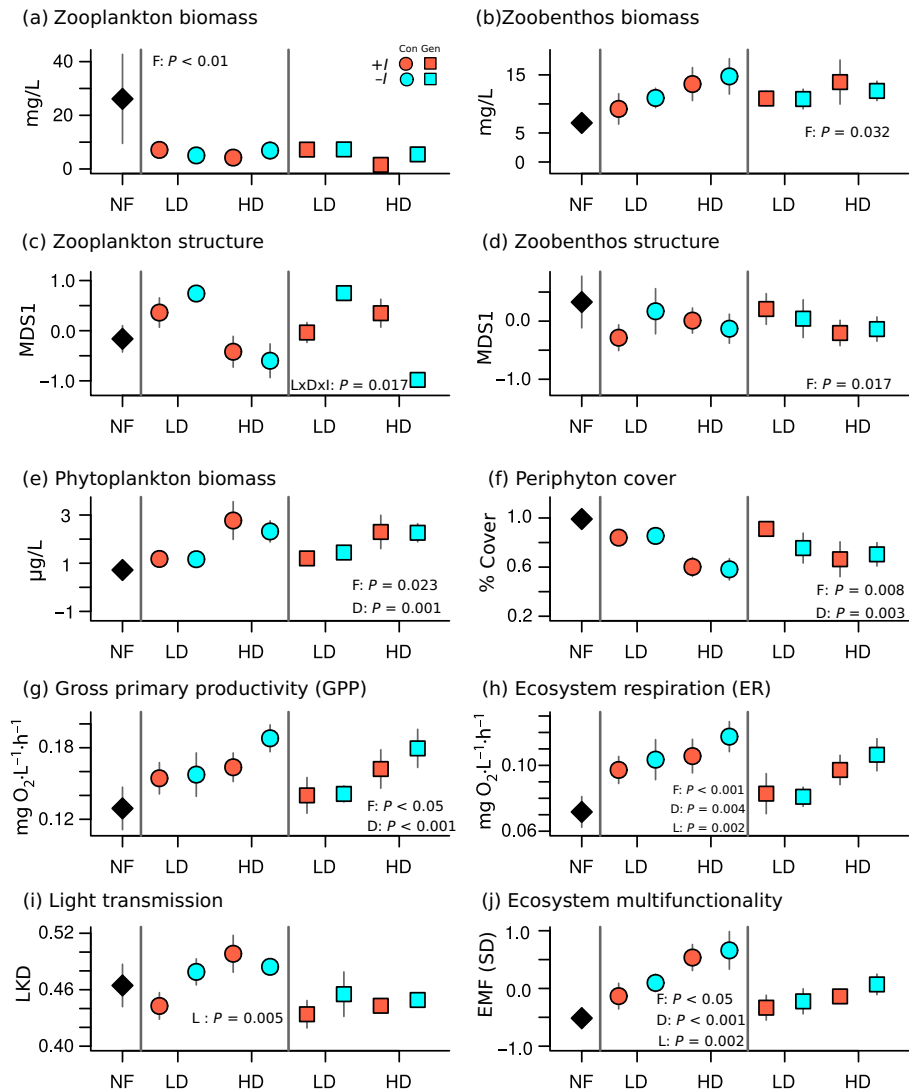 (a) Zooplankton biomass
mg/L
40
20
0
F: P < 0.01
Con Gen
+I
−I
NF LD HD LD HD
(b)Zoobenthos biomass
mg/L
15
5
0
F: P = 0.032
NF LD HD LD HD
(c) Zooplankton structure
MDS1
1.0
0.0
−1.0
LxDxI: P = 0.017
NF LD HD LD HD
(d) Zoobenthos structure
MDS1
0.0
−1.0
F: P = 0.017
NF LD HD LD HD
(e) Phytoplankton biomass
µg/L
3
1
−1
F: P = 0.023
D: P = 0.001
NF LD HD LD HD
(f) Periphyton cover
% Cover
1.0
0.6
0.2
F: P = 0.008
D: P = 0.003
NF LD HD LD HD
(g) Gross primary productivity (GPP)
mg O₂·L⁻¹·h⁻¹
0.18
0.12
F: P < 0.05
D: P < 0.001
NF LD HD LD HD
(h) Ecosystem respiration (ER)
mg O₂·L⁻¹·h⁻¹
0.10
0.06
F: P < 0.001
D: P = 0.004
L: P = 0.002
NF LD HD LD HD
(i) Light transmission
LKD
0.52
0.46
0.40
L : P = 0.005
NF LD HD LD HD
(j) Ecosystem multifunctionality
EMF (SD)
1.0
0.0
−1.0
F: P < 0.05
D: P < 0.001
L: P = 0.002
NF LD HD LD HD